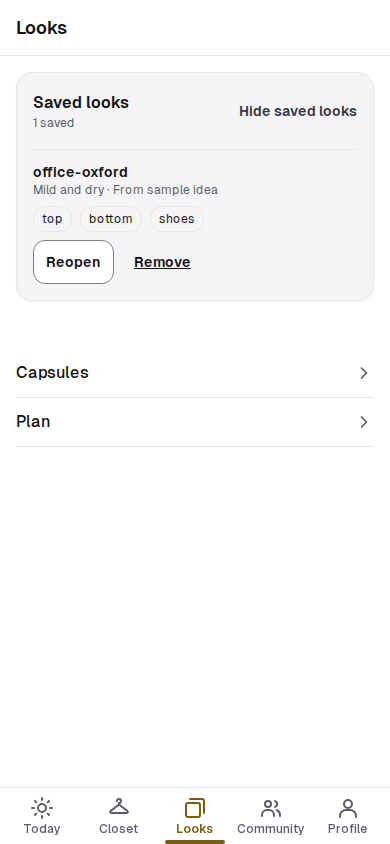 Looks
Saved looks
1 saved
Hide saved looks
office-oxford
Mild and dry · From sample idea
top bottom shoes
Reopen Remove
Capsules
Plan
Today Closet Looks Community Profile